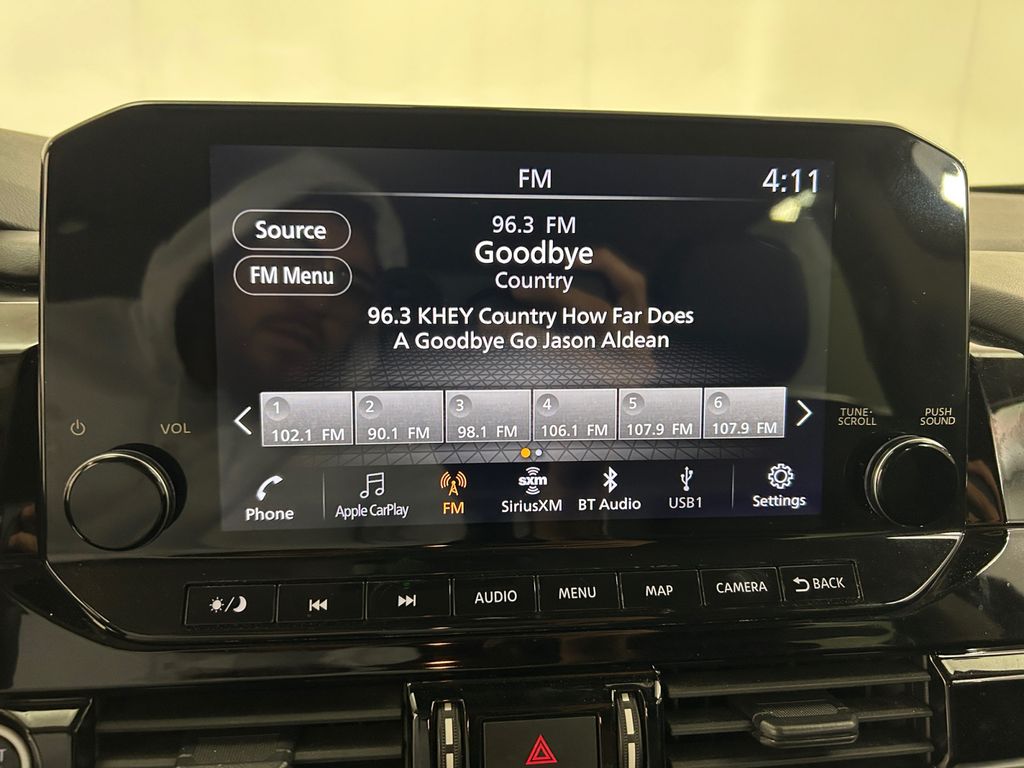 FM
4:11
Source
FM Menu
96.3 FM
Goodbye
Country
96.3 KHEY Country How Far Does
A Goodbye Go Jason Aldean
1
102.1 FM
2
90.1 FM
3
98.1 FM
4
106.1 FM
5
107.9 FM
6
107.9 FM
VOL
TUNE·
SCROLL
PUSH
SOUND
Phone
Apple CarPlay
FM
sxm
SiriusXM
BT Audio
USB1
Settings
AUDIO
MENU
MAP
CAMERA
BACK